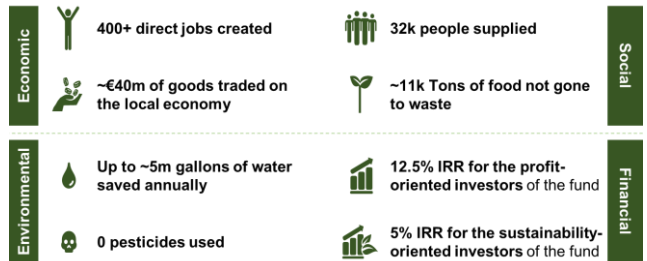 Economic
400+ direct jobs created
~€40m of goods traded on
the local economy
32k people supplied
~11k Tons of food not gone
to waste
Social
Environmental
Up to ~5m gallons of water
saved annually
0 pesticides used
12.5% IRR for the profit-
oriented investors of the fund
5% IRR for the sustainability-
oriented investors of the fund
Financial